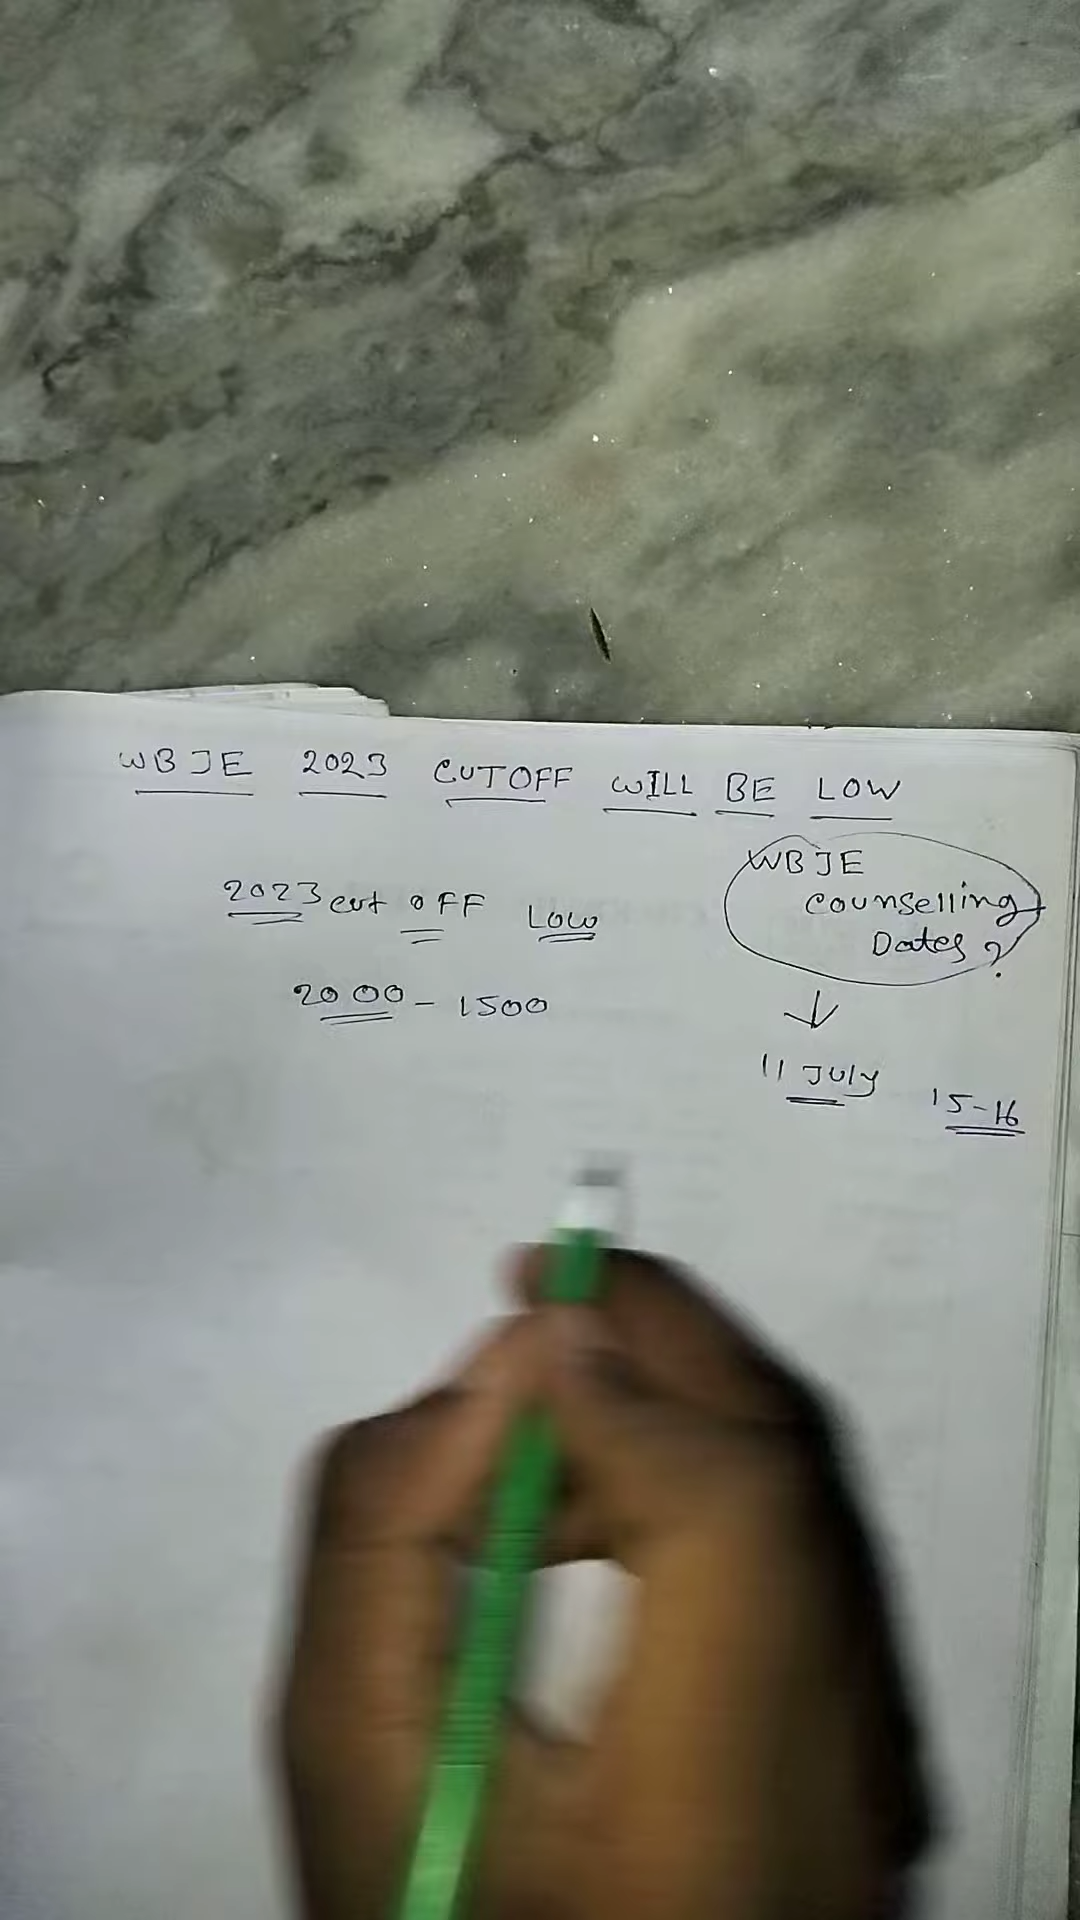 WBJE 2023 CUTOFF WILL BE LOW
2023 cut OFF Low
2000 - 1500
WBJE
Counselling
Dates?
↓
11 July 15-16